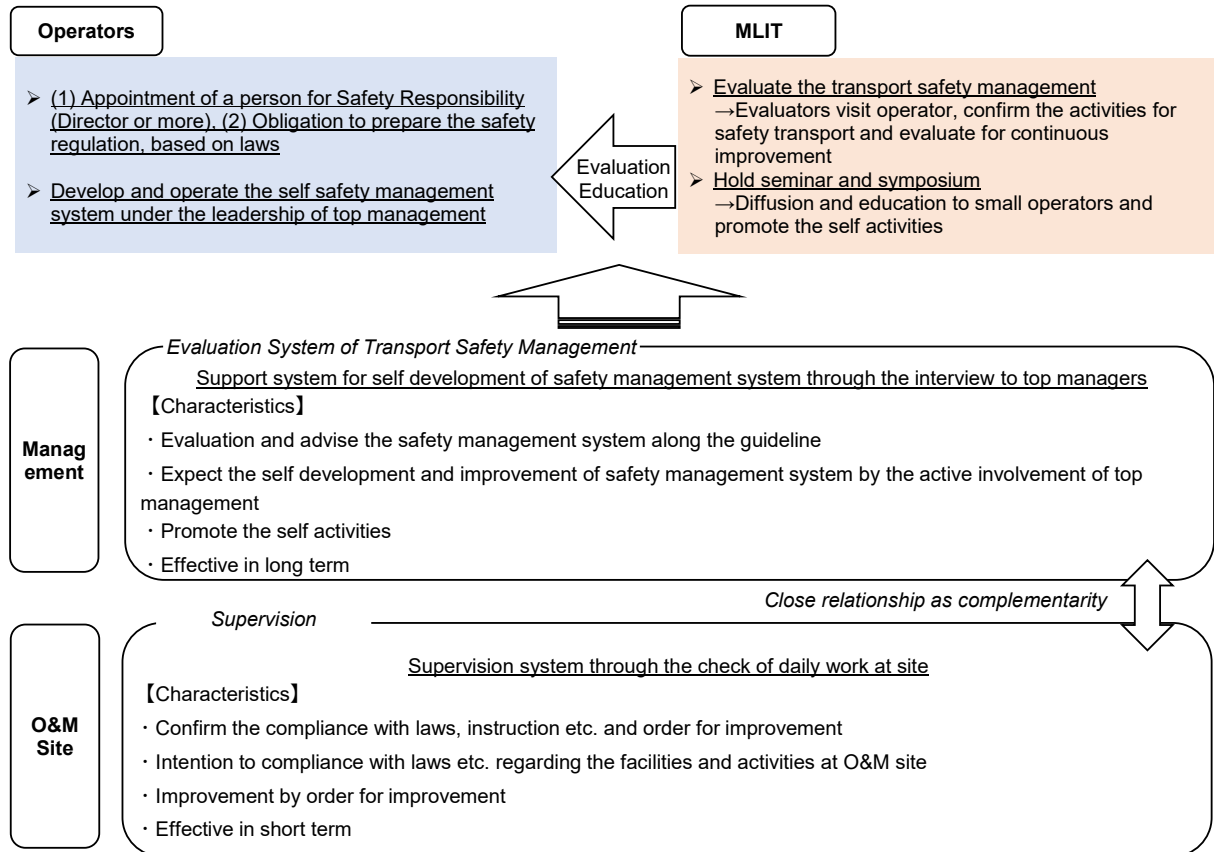 Operators
➢ (1) Appointment of a person for Safety Responsibility
(Director or more), (2) Obligation to prepare the safety
regulation, based on laws
➢ Develop and operate the self safety management
system under the leadership of top management
Evaluation
Education
MLIT
➢ Evaluate the transport safety management
→Evaluators visit operator, confirm the activities for
safety transport and evaluate for continuous
improvement
➢ Hold seminar and symposium
→Diffusion and education to small operators and
promote the self activities
Manag
ement
Evaluation System of Transport Safety Management
Support system for self development of safety management system through the interview to top managers
【Characteristics】
・Evaluation and advise the safety management system along the guideline
・Expect the self development and improvement of safety management system by the active involvement of top
management
・Promote the self activities
・Effective in long term
Close relationship as complementarity
O&M
Site
Supervision
Supervision system through the check of daily work at site
【Characteristics】
・Confirm the compliance with laws, instruction etc. and order for improvement
・Intention to compliance with laws etc. regarding the facilities and activities at O&M site
・Improvement by order for improvement
・Effective in short term